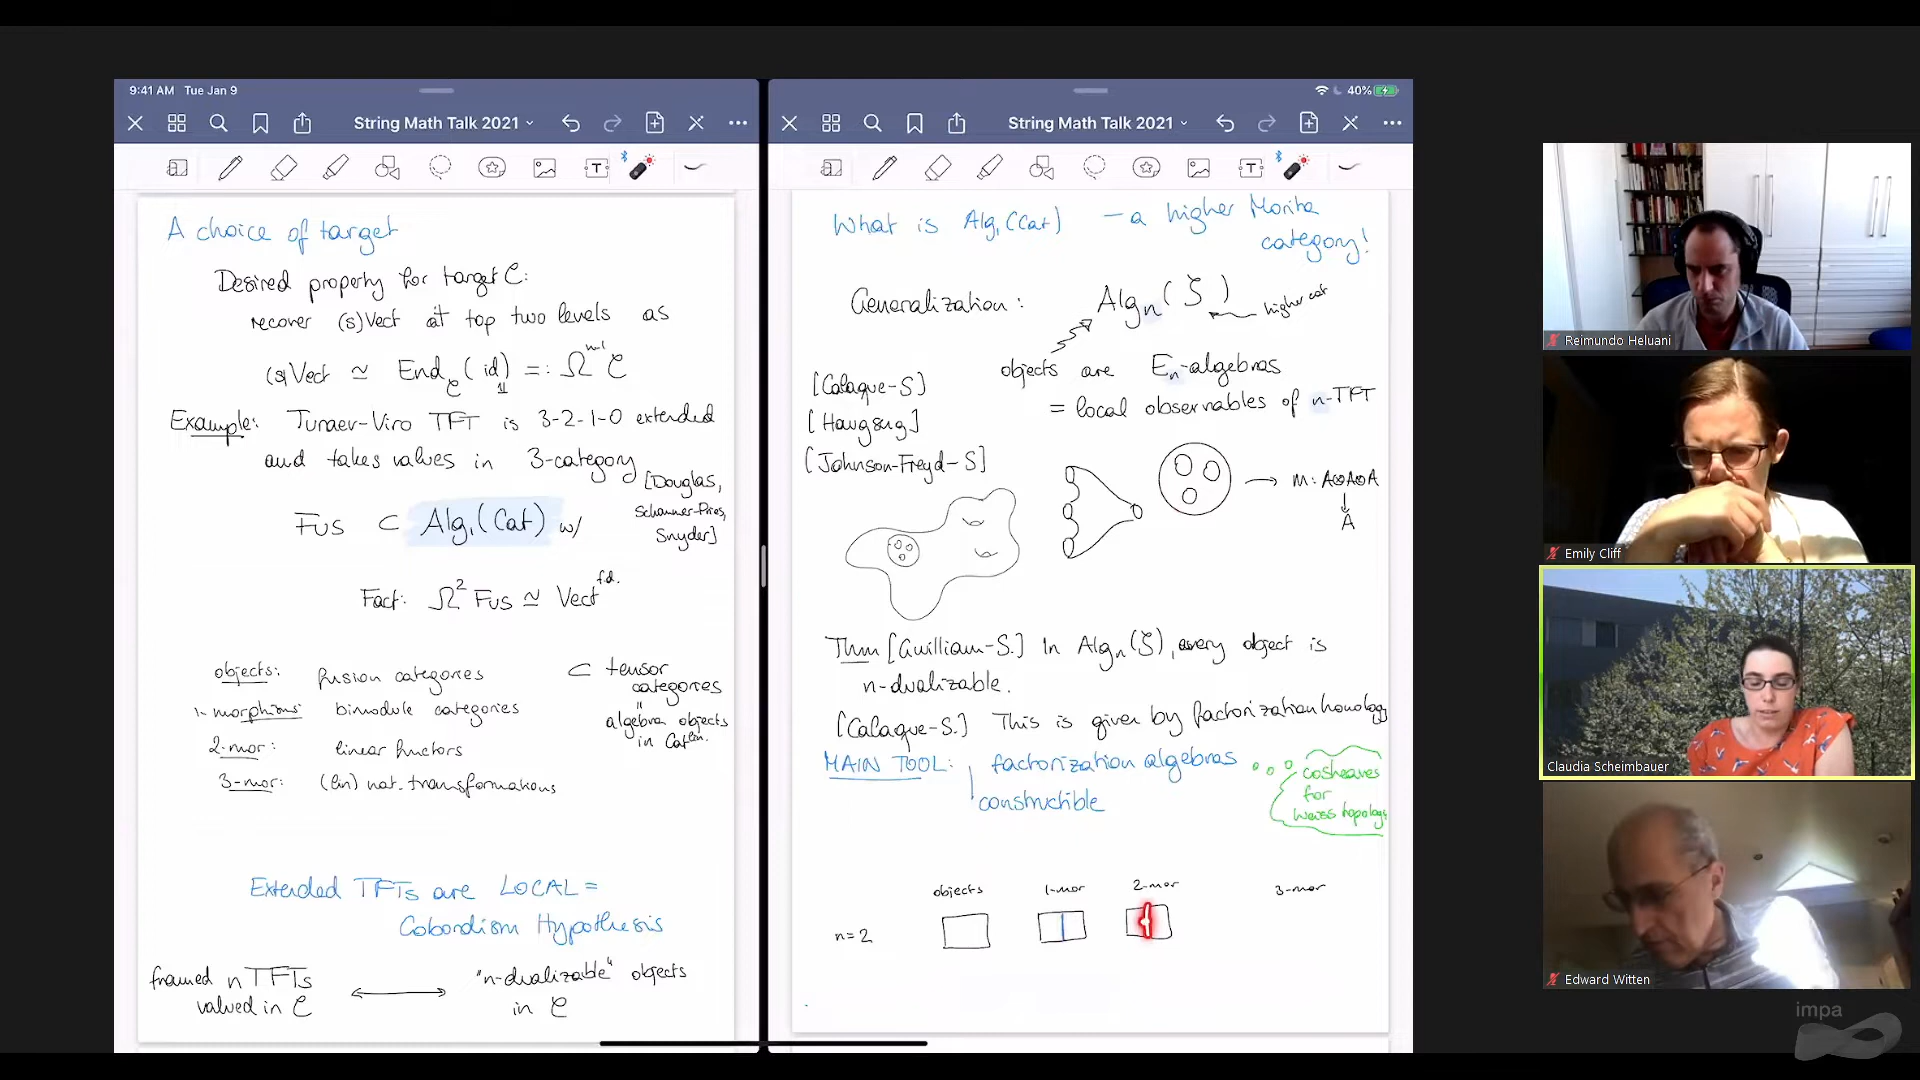 9:41 AM Tue Jan 9
String Math Talk 2021
A choice of target
Desired property for target C:
recover (s)Vect at top two levels as
(s)Vect ≃ End_C(id_𝟙) =: Ω^{n-1} C
Example: Turaev-Viro TFT is 3-2-1-0 extended
and takes values in 3-category
[Douglas,
Schommer-Pries,
Snyder]
Fus ⊂ Alg₁(Cat) w/
Fact: Ω² Fus ≃ Vect^{f.d.}
objects: fusion categories
1-morphisms: bimodule categories
2-mor: linear functors
3-mor: (lin) nat. transformations
⊂ tensor
categories
=
algebra objects
in Cat^{lin.}
Extended TFTs are LOCAL =
Cobordism Hypothesis
framed nTFTs
valued in C
⟷
"n-dualizable" objects
in C
40%
String Math Talk 2021
What is Alg₁(Cat) – a higher Morita
category!
Generalization: Algₙ(ζ) ← higher cat
objects are Eₙ-algebras
= local observables of n-TFT
[Calaque-S]
[Haugseng]
[Johnson-Freyd-S]
→ m: A⊗A⊗A
↓
A
Thm [Gwilliam-S.] In Algₙ(ζ), every object is
n-dualizable.
[Calaque-S.] This is given by factorization homology
MAIN TOOL: factorization algebras
constructible
cosheaves
for
Weiss topology
objects 1-mor 2-mor 3-mor
n=2
Reimundo Heluani
Emily Cliff
Claudia Scheimbauer
Edward Witten
impa